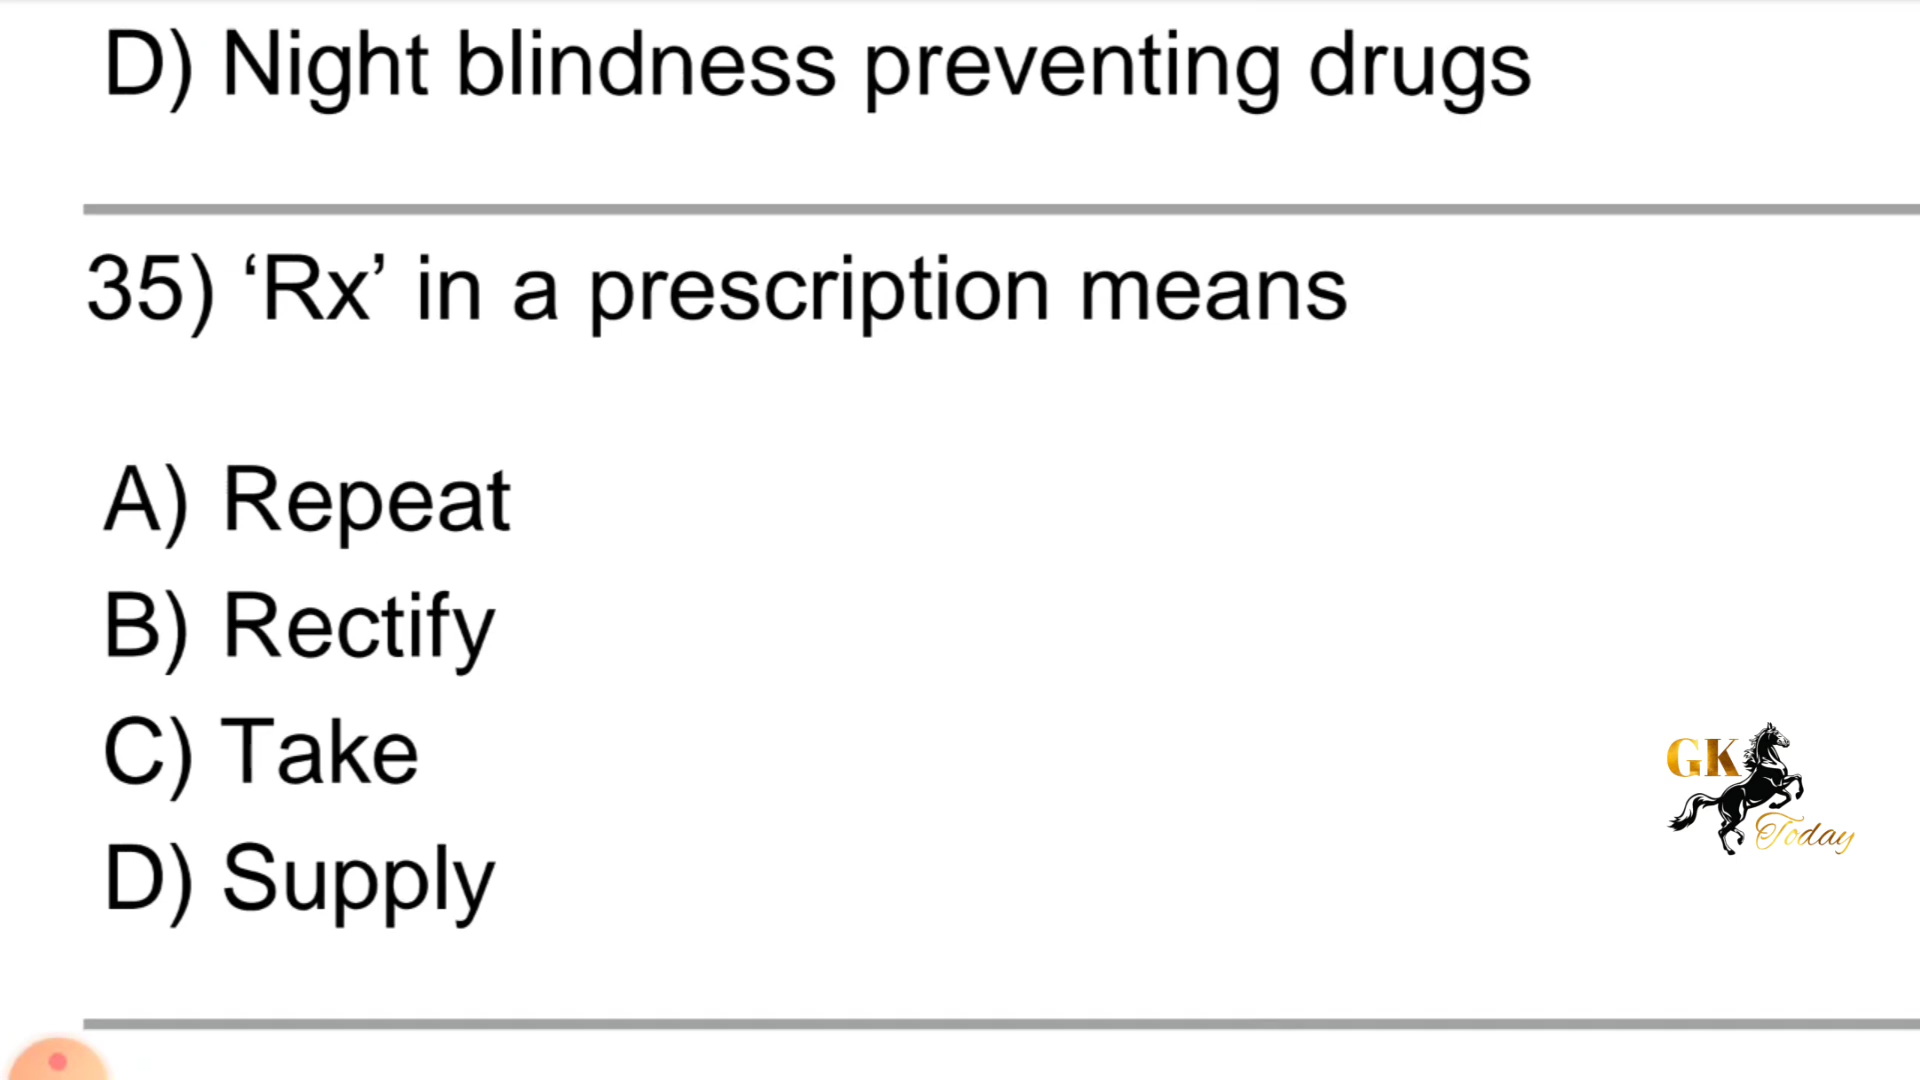 D) Night blindness preventing drugs
35) ‘Rx’ in a prescription means
A) Repeat
B) Rectify
C) Take
D) Supply
GK
Today